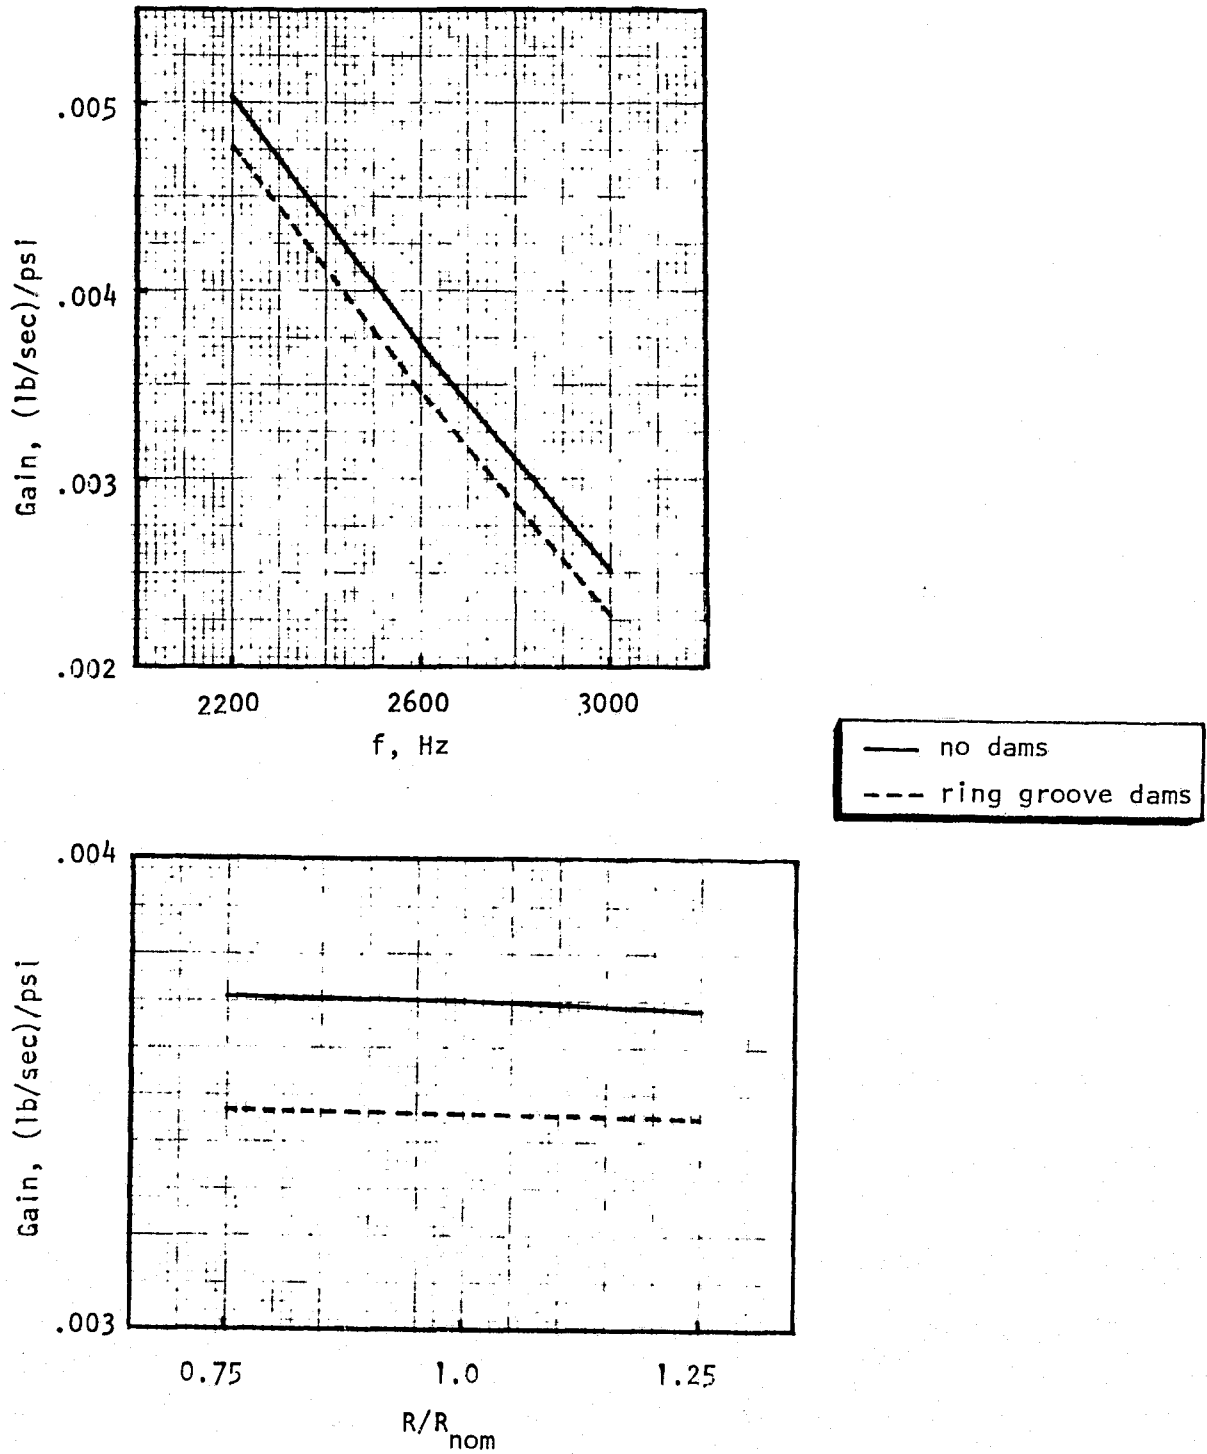 .005
.004
.003
.002
Gain, (lb/sec)/psi
2200 2600 3000
f, Hz
no dams
ring groove dams
.004
.003
Gain, (lb/sec)/psi
0.75 1.0 1.25
R/Rnom